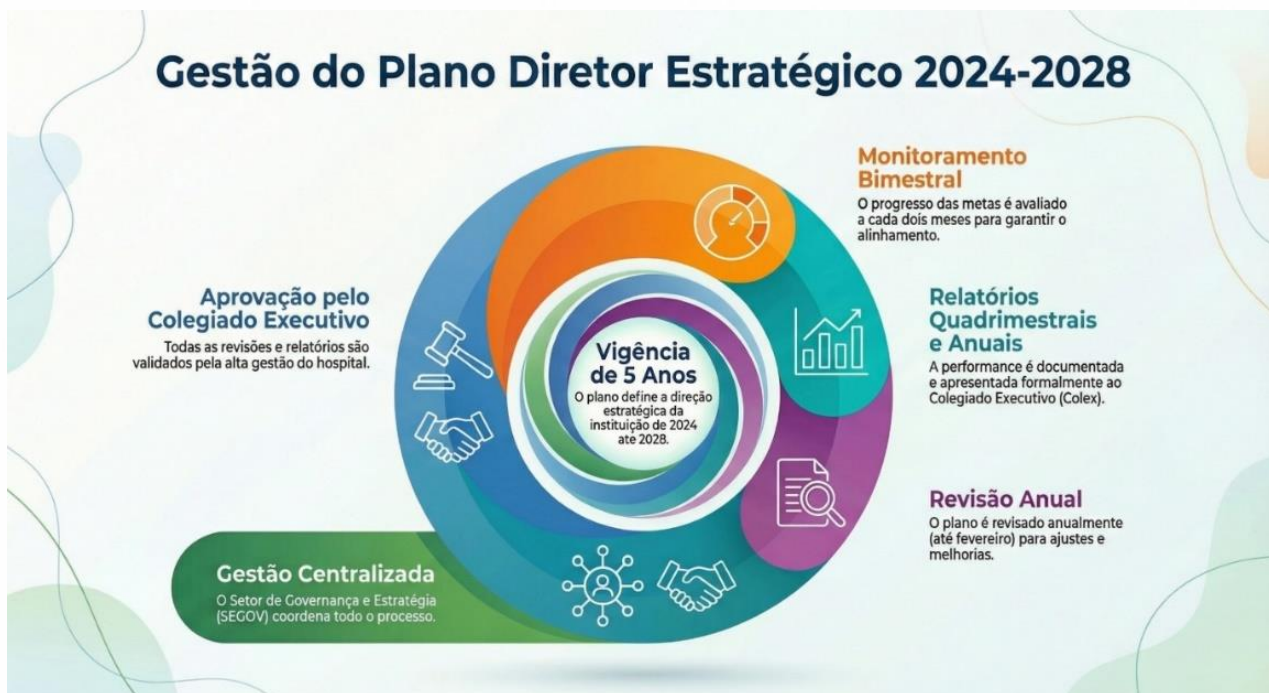 Gestão do Plano Diretor Estratégico 2024-2028
Monitoramento
Bimestral
O progresso das metas é avaliado
a cada dois meses para garantir o
alinhamento.
Aprovação pelo
Colegiado Executivo
Todas as revisões e relatórios são
validados pela alta gestão do hospital.
Relatórios
Quadrimestrais
e Anuais
A performance é documentada
e apresentada formalmente ao
Colegiado Executivo (Colex).
Vigência
de 5 Anos
O plano define a direção
estratégica da
instituição de 2024
até 2028.
Revisão Anual
O plano é revisado anualmente
(até fevereiro) para ajustes e
melhorias.
Gestão Centralizada
O Setor de Governança e Estratégia
(SEGOV) coordena todo o processo.